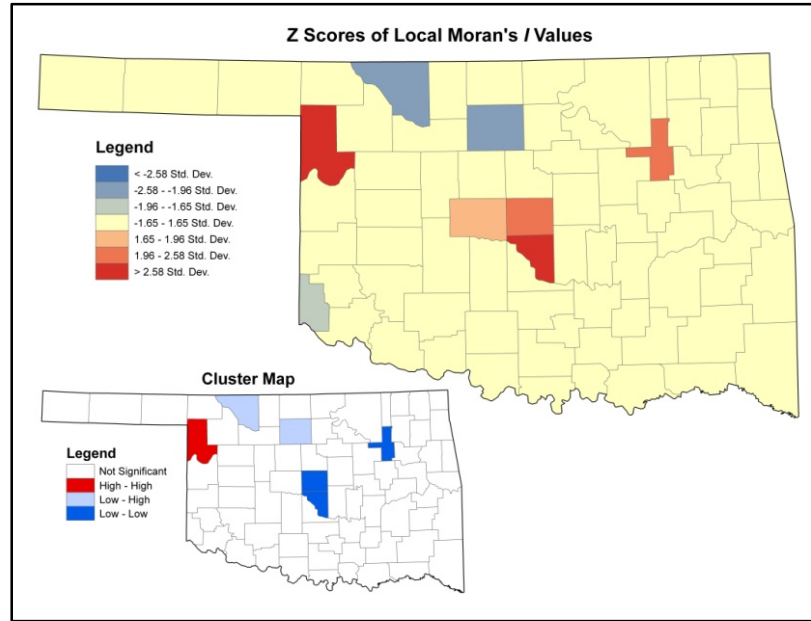 Z Scores of Local Moran's I Values
Legend
< -2.58 Std. Dev.
-2.58 - -1.96 Std. Dev.
-1.96 - -1.65 Std. Dev.
-1.65 - 1.65 Std. Dev.
1.65 - 1.96 Std. Dev.
1.96 - 2.58 Std. Dev.
> 2.58 Std. Dev.
Cluster Map
Legend
Not Significant
High - High
Low - High
Low - Low